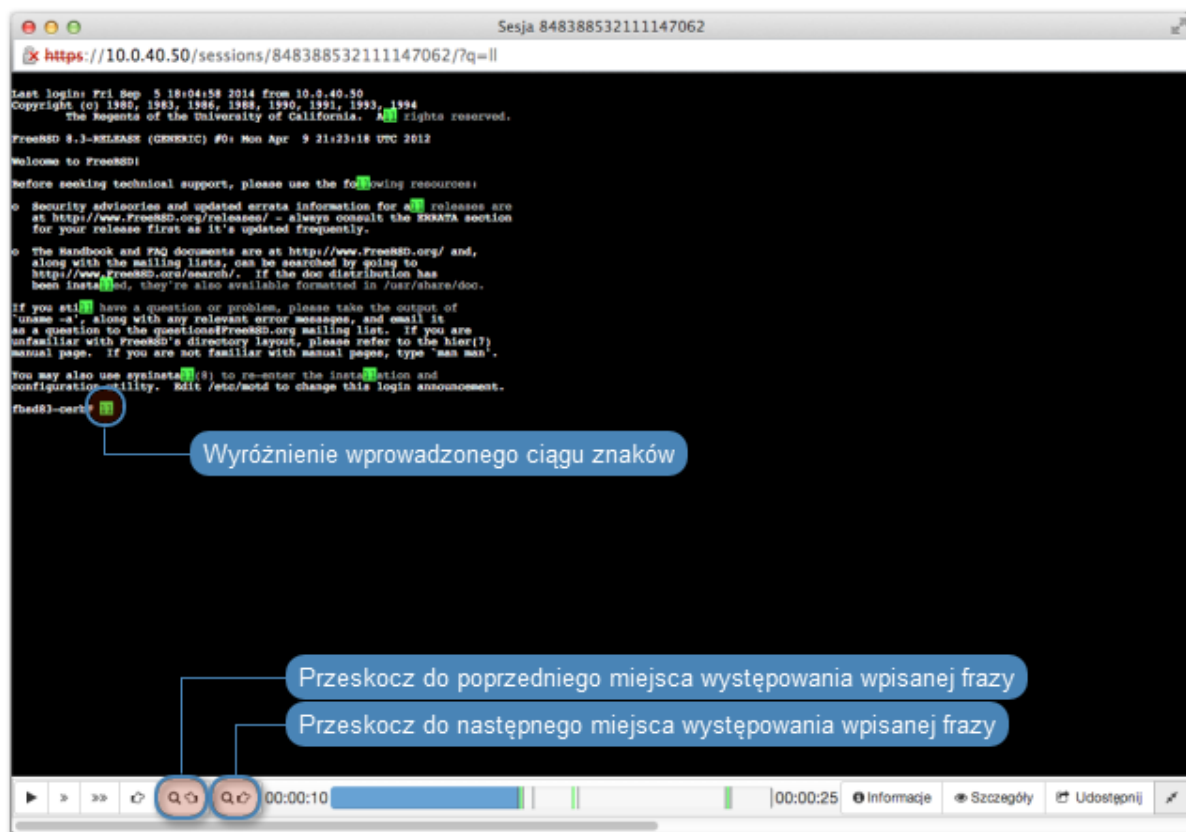 Sesja 848388532111147062
https://10.0.40.50/sessions/848388532111147062/?q=ll
Last login: Fri Sep  5 18:04:58 2014 from 10.0.40.50
Copyright (c) 1980, 1983, 1986, 1988, 1990, 1991, 1993, 1994
The Regents of the University of California.  All rights reserved.
FreeBSD 8.3-RELEASE (GENERIC) #0: Mon Apr  9 21:23:18 UTC 2012
Welcome to FreeBSD!
Before seeking technical support, please use the following resources:
o  Security advisories and updated errata information for all releases are
at http://www.FreeBSD.org/releases/ - always consult the ERRATA section
for your release first as it's updated frequently.
o  The Handbook and FAQ documents are at http://www.FreeBSD.org/ and,
along with the mailing lists, can be searched by going to
http://www.FreeBSD.org/search/.  If the doc distribution has
been installed, they're also available formatted in /usr/share/doc.
If you still have a question or problem, please take the output of
`uname -a', along with any relevant error messages, and email it
as a question to the questions@FreeBSD.org mailing list.  If you are
unfamiliar with FreeBSD's directory layout, please refer to the hier(7)
manual page.  If you are not familiar with manual pages, type `man man'.
You may also use sysinstall(8) to re-enter the installation and
configuration utility.  Edit /etc/motd to change this login announcement.
fbsd83-cerb# ll
Wyróżnienie wprowadzonego ciągu znaków
Przeskocz do poprzedniego miejsca występowania wpisanej frazy
Przeskocz do następnego miejsca występowania wpisanej frazy
00:00:10 00:00:25 Informacje Szczegóły Udostępnij